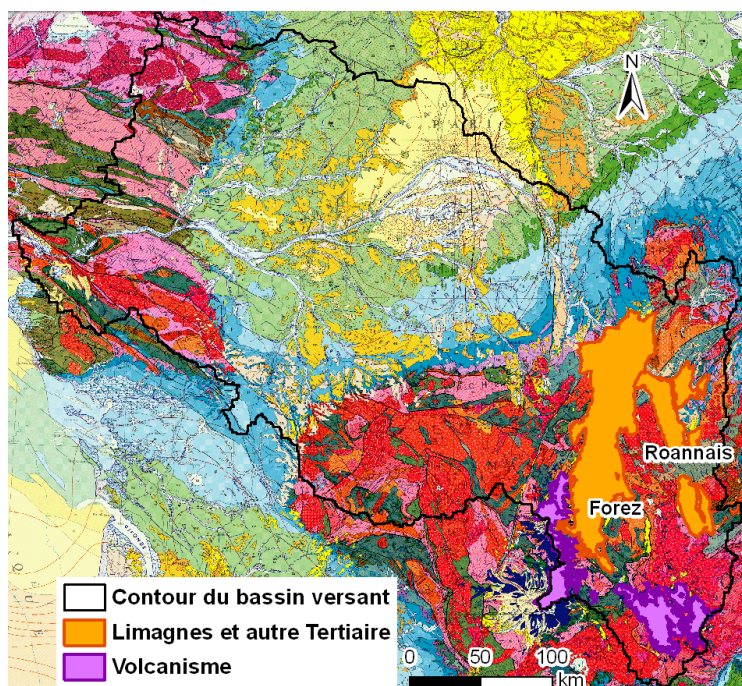 N
Roannais
Forez
Contour du bassin versant
Limagnes et autre Tertiaire
Volcanisme
0 50 100
km